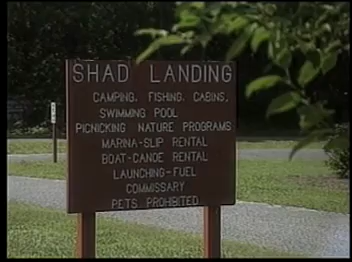 SHAD LANDING
CAMPING, FISHING, CABINS,
SWIMMING POOL
PICNICKING NATURE PROGRAMS
MARINA-SLIP RENTAL
BOAT-CANOE RENTAL
LAUNCHING-FUEL
COMMISSARY
PETS PROHIBITED